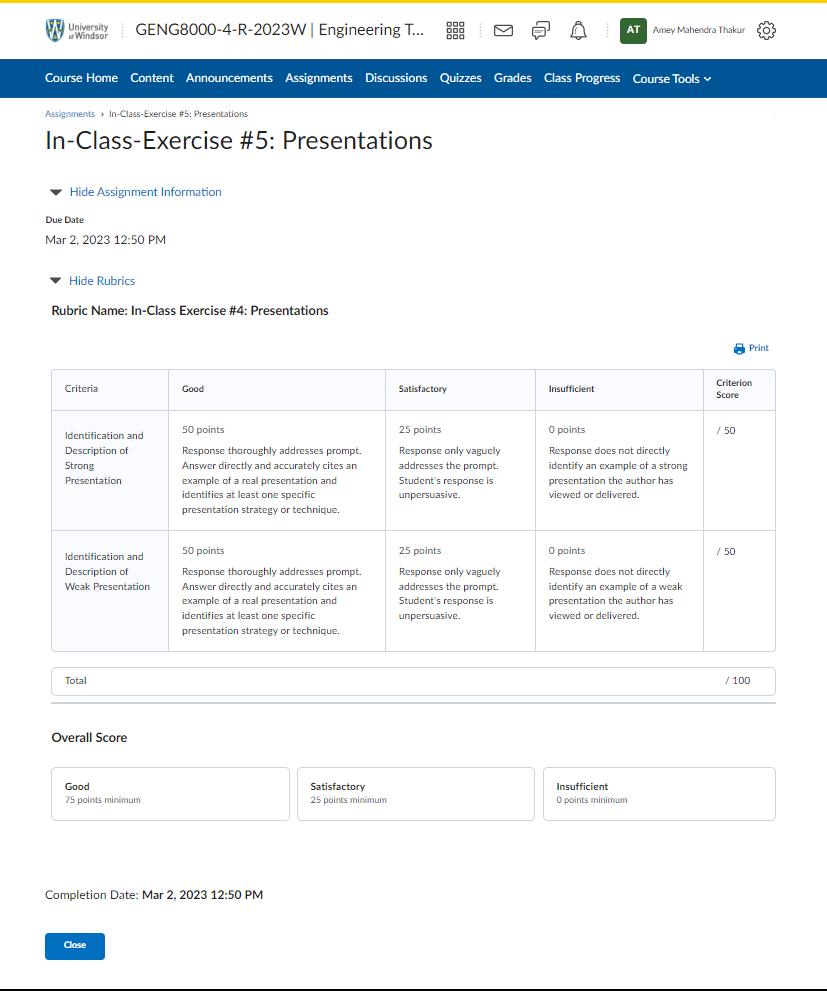 University
of Windsor
GENG8000-4-R-2023W | Engineering T...
AT
Amey Mahendra Thakur
Course Home
Content
Announcements
Assignments
Discussions
Quizzes
Grades
Class Progress
Course Tools
Assignments › In-Class-Exercise #5: Presentations
In-Class-Exercise #5: Presentations
Hide Assignment Information
Due Date
Mar 2, 2023 12:50 PM
Hide Rubrics
Rubric Name: In-Class Exercise #4: Presentations
Print
Criteria
Good
Satisfactory
Insufficient
Criterion
Score
Identification and
Description of
Strong
Presentation
50 points
Response thoroughly addresses prompt.
Answer directly and accurately cites an
example of a real presentation and
identifies at least one specific
presentation strategy or technique.
25 points
Response only vaguely
addresses the prompt.
Student's response is
unpersuasive.
0 points
Response does not directly
identify an example of a strong
presentation the author has
viewed or delivered.
/ 50
Identification and
Description of
Weak Presentation
50 points
Response thoroughly addresses prompt.
Answer directly and accurately cites an
example of a real presentation and
identifies at least one specific
presentation strategy or technique.
25 points
Response only vaguely
addresses the prompt.
Student's response is
unpersuasive.
0 points
Response does not directly
identify an example of a weak
presentation the author has
viewed or delivered.
/ 50
Total
/ 100
Overall Score
Good
75 points minimum
Satisfactory
25 points minimum
Insufficient
0 points minimum
Completion Date: Mar 2, 2023 12:50 PM
Close